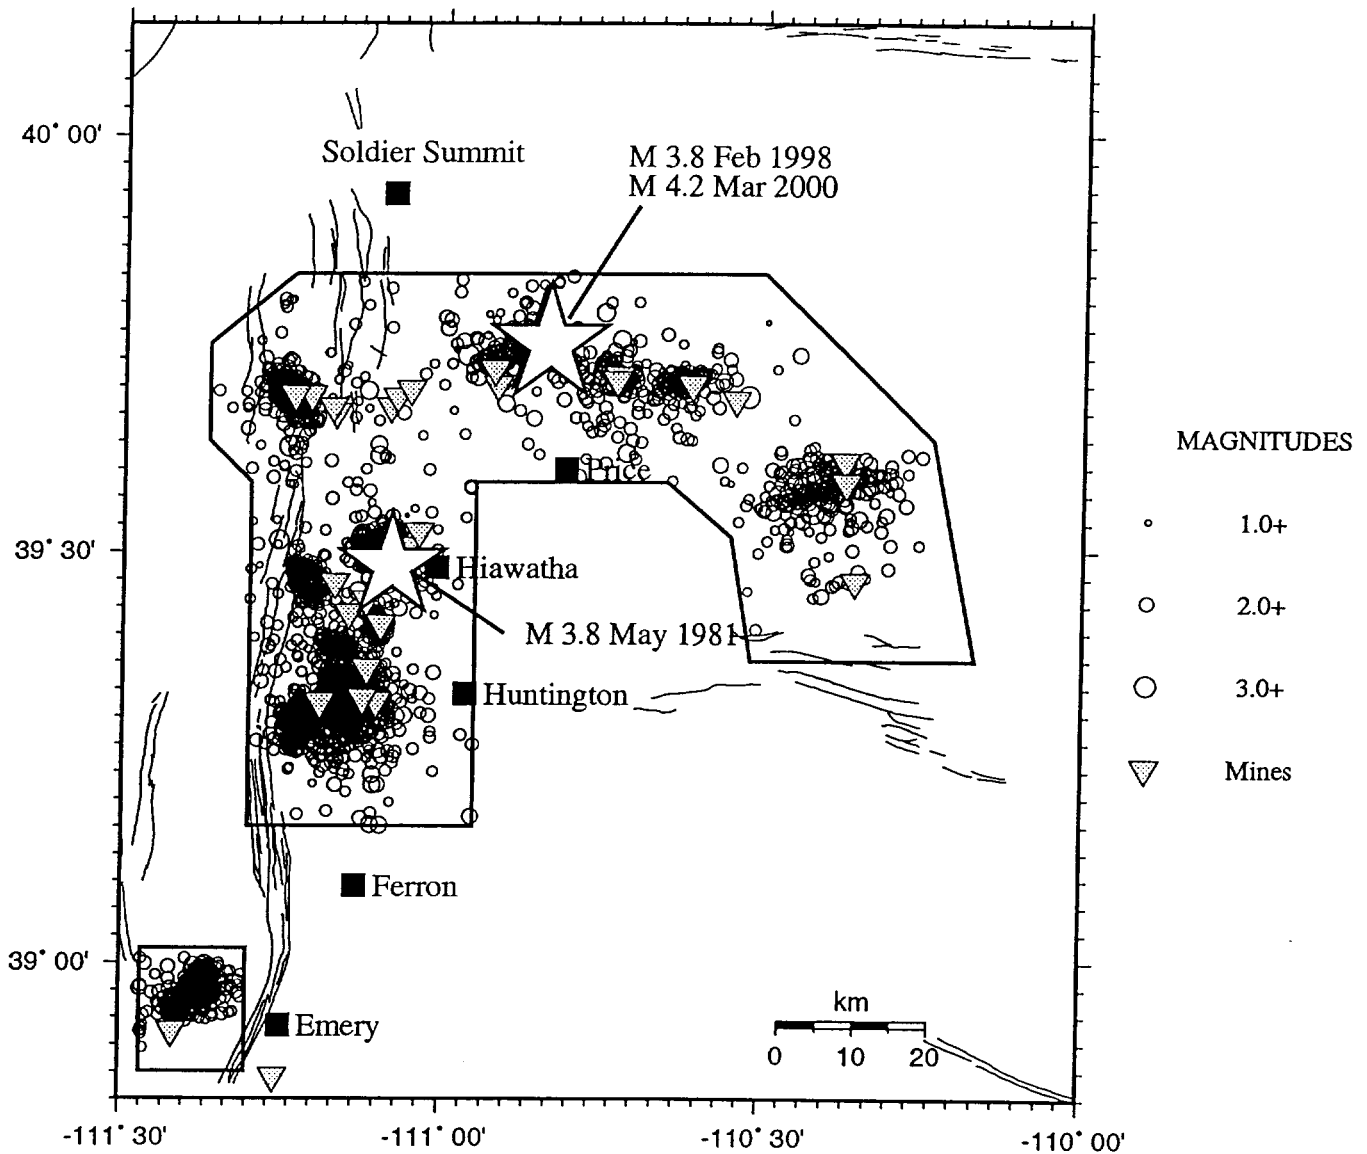 40° 00'
Soldier Summit
M 3.8 Feb 1998
M 4.2 Mar 2000
MAGNITUDES
Price
1.0+
39° 30'
Hiawatha
2.0+
M 3.8 May 1981
3.0+
Huntington
Mines
Ferron
39° 00'
km
Emery
0 10 20
-111° 30' -111° 00' -110° 30' -110° 00'